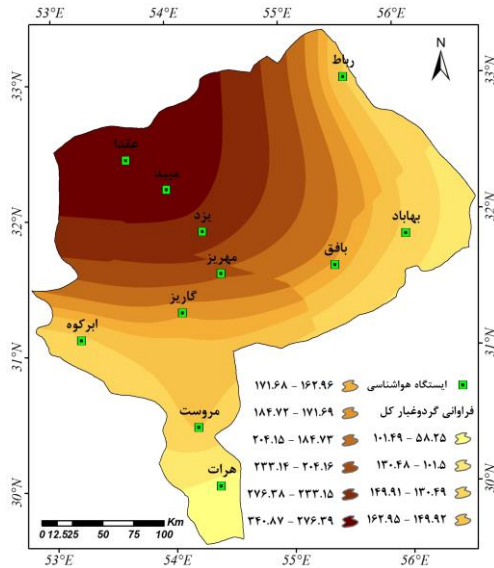 53°E 54°E 55°E 56°E
N
33°N 33°N
رباط
عقدا
میبد
32°N 32°N
یزد
بهاباد
بافق
مهریز
گاریز
ابرکوه
31°N 31°N
مروست
هرات
30°N 30°N
ایستگاه هواشناسی
فراوانی گردوغبار کل
۵۸.۲۵ - ۱۰۱.۴۹
۱۰۱.۵ - ۱۳۰.۴۸
۱۳۰.۴۹ - ۱۴۹.۹۱
۱۴۹.۹۲ - ۱۶۲.۹۵
۱۶۲.۹۶ - ۱۷۱.۶۸
۱۷۱.۶۹ - ۱۸۴.۷۲
۱۸۴.۷۳ - ۲۰۴.۱۵
۲۰۴.۱۶ - ۲۳۳.۱۴
۲۳۳.۱۵ - ۲۷۶.۳۸
۲۷۶.۳۹ - ۳۴۰.۸۷
Km
0 12.525 50 75 100
53°E 54°E 55°E 56°E